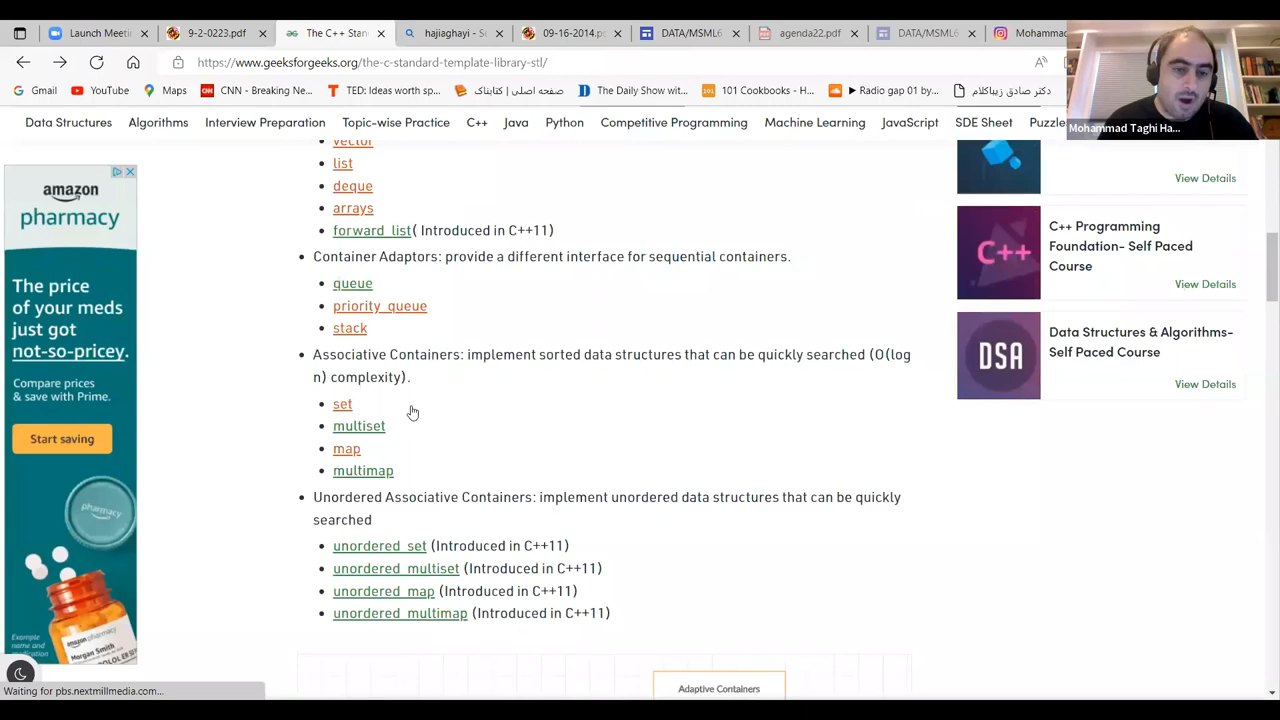 Launch Meeti
9-2-0223.pdf
The C++ Stan
hajiaghayi - Se
09-16-2014.pc
DATA/MSML6
agenda22.pdf
DATA/MSML6
Mohammad
https://www.geeksforgeeks.org/the-c-standard-template-library-stl/
Gmail
YouTube
Maps
CNN - Breaking Ne...
TED: Ideas worth sp...
صفحه اصلی | کتابناک
The Daily Show wit...
101 Cookbooks - H...
Radio gap 01 by...
دکتر صادق زیباکلام
Mohammad Taghi Ha...
Data Structures
Algorithms
Interview Preparation
Topic-wise Practice
C++
Java
Python
Competitive Programming
Machine Learning
JavaScript
SDE Sheet
Puzzle
vector
list
deque
arrays
forward_list( Introduced in C++11)
Container Adaptors: provide a different interface for sequential containers.
queue
priority_queue
stack
Associative Containers: implement sorted data structures that can be quickly searched (O(log
n) complexity).
set
multiset
map
multimap
Unordered Associative Containers: implement unordered data structures that can be quickly
searched
unordered_set (Introduced in C++11)
unordered_multiset (Introduced in C++11)
unordered_map (Introduced in C++11)
unordered_multimap (Introduced in C++11)
Adaptive Containers
amazon
pharmacy
The price
of your meds
just got
not-so-pricey.
Compare prices
& save with Prime.
Start saving
amazon pharmacy
Morgan Smith
Example
name and
medication
View Details
C++
C++ Programming
Foundation- Self Paced
Course
View Details
DSA
Data Structures & Algorithms-
Self Paced Course
View Details
Waiting for pbs.nextmillmedia.com...